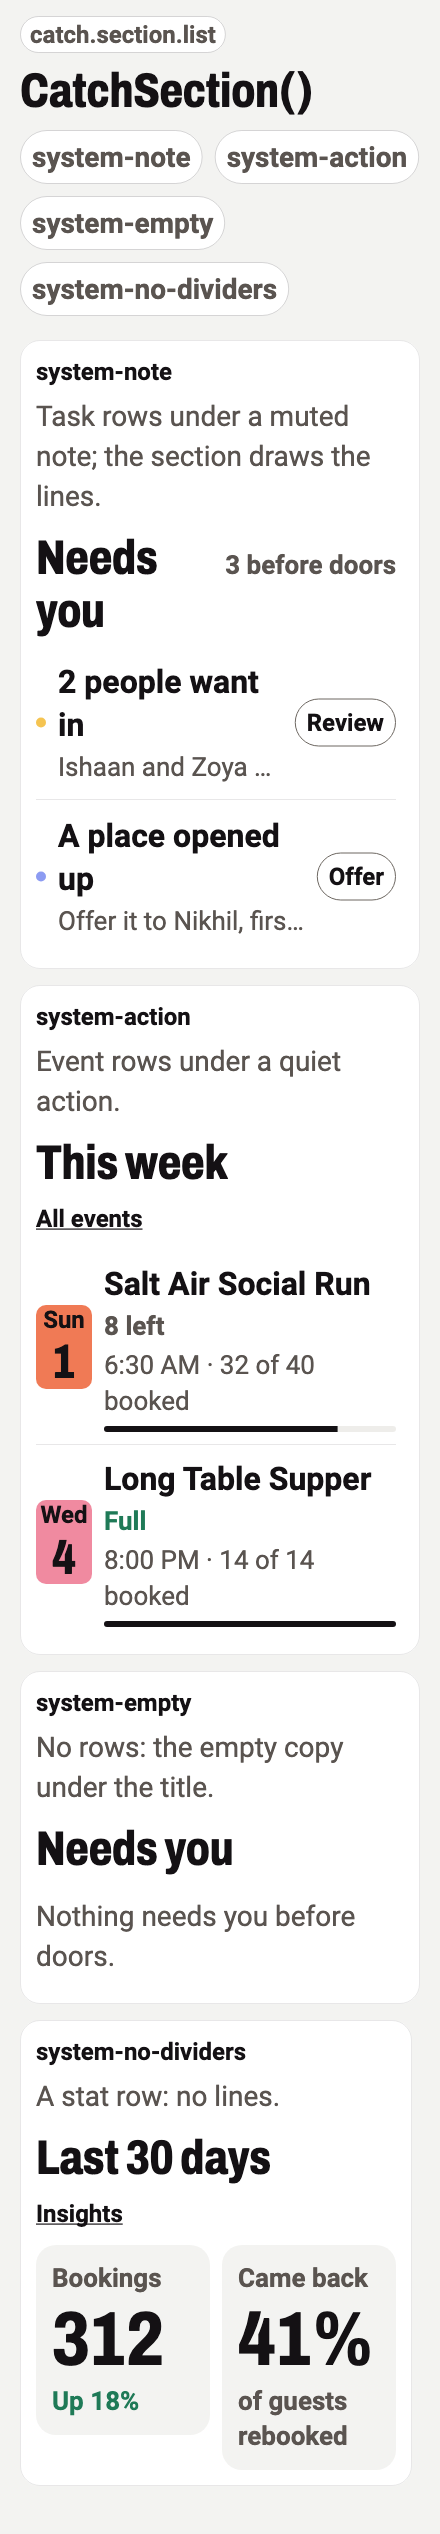 catch.section.list
CatchSection()
system-note
system-action
system-empty
system-no-dividers
system-note
Task rows under a muted
note; the section draws the
lines.
Needs
you
3 before doors
2 people want
in
Ishaan and Zoya ...
Review
A place opened
up
Offer it to Nikhil, firs...
Offer
system-action
Event rows under a quiet
action.
This week
All events
Sun
1
Salt Air Social Run
8 left
6:30 AM · 32 of 40
booked
Wed
4
Long Table Supper
Full
8:00 PM · 14 of 14
booked
system-empty
No rows: the empty copy
under the title.
Needs you
Nothing needs you before
doors.
system-no-dividers
A stat row: no lines.
Last 30 days
Insights
Bookings
312
Up 18%
Came back
41%
of guests
rebooked